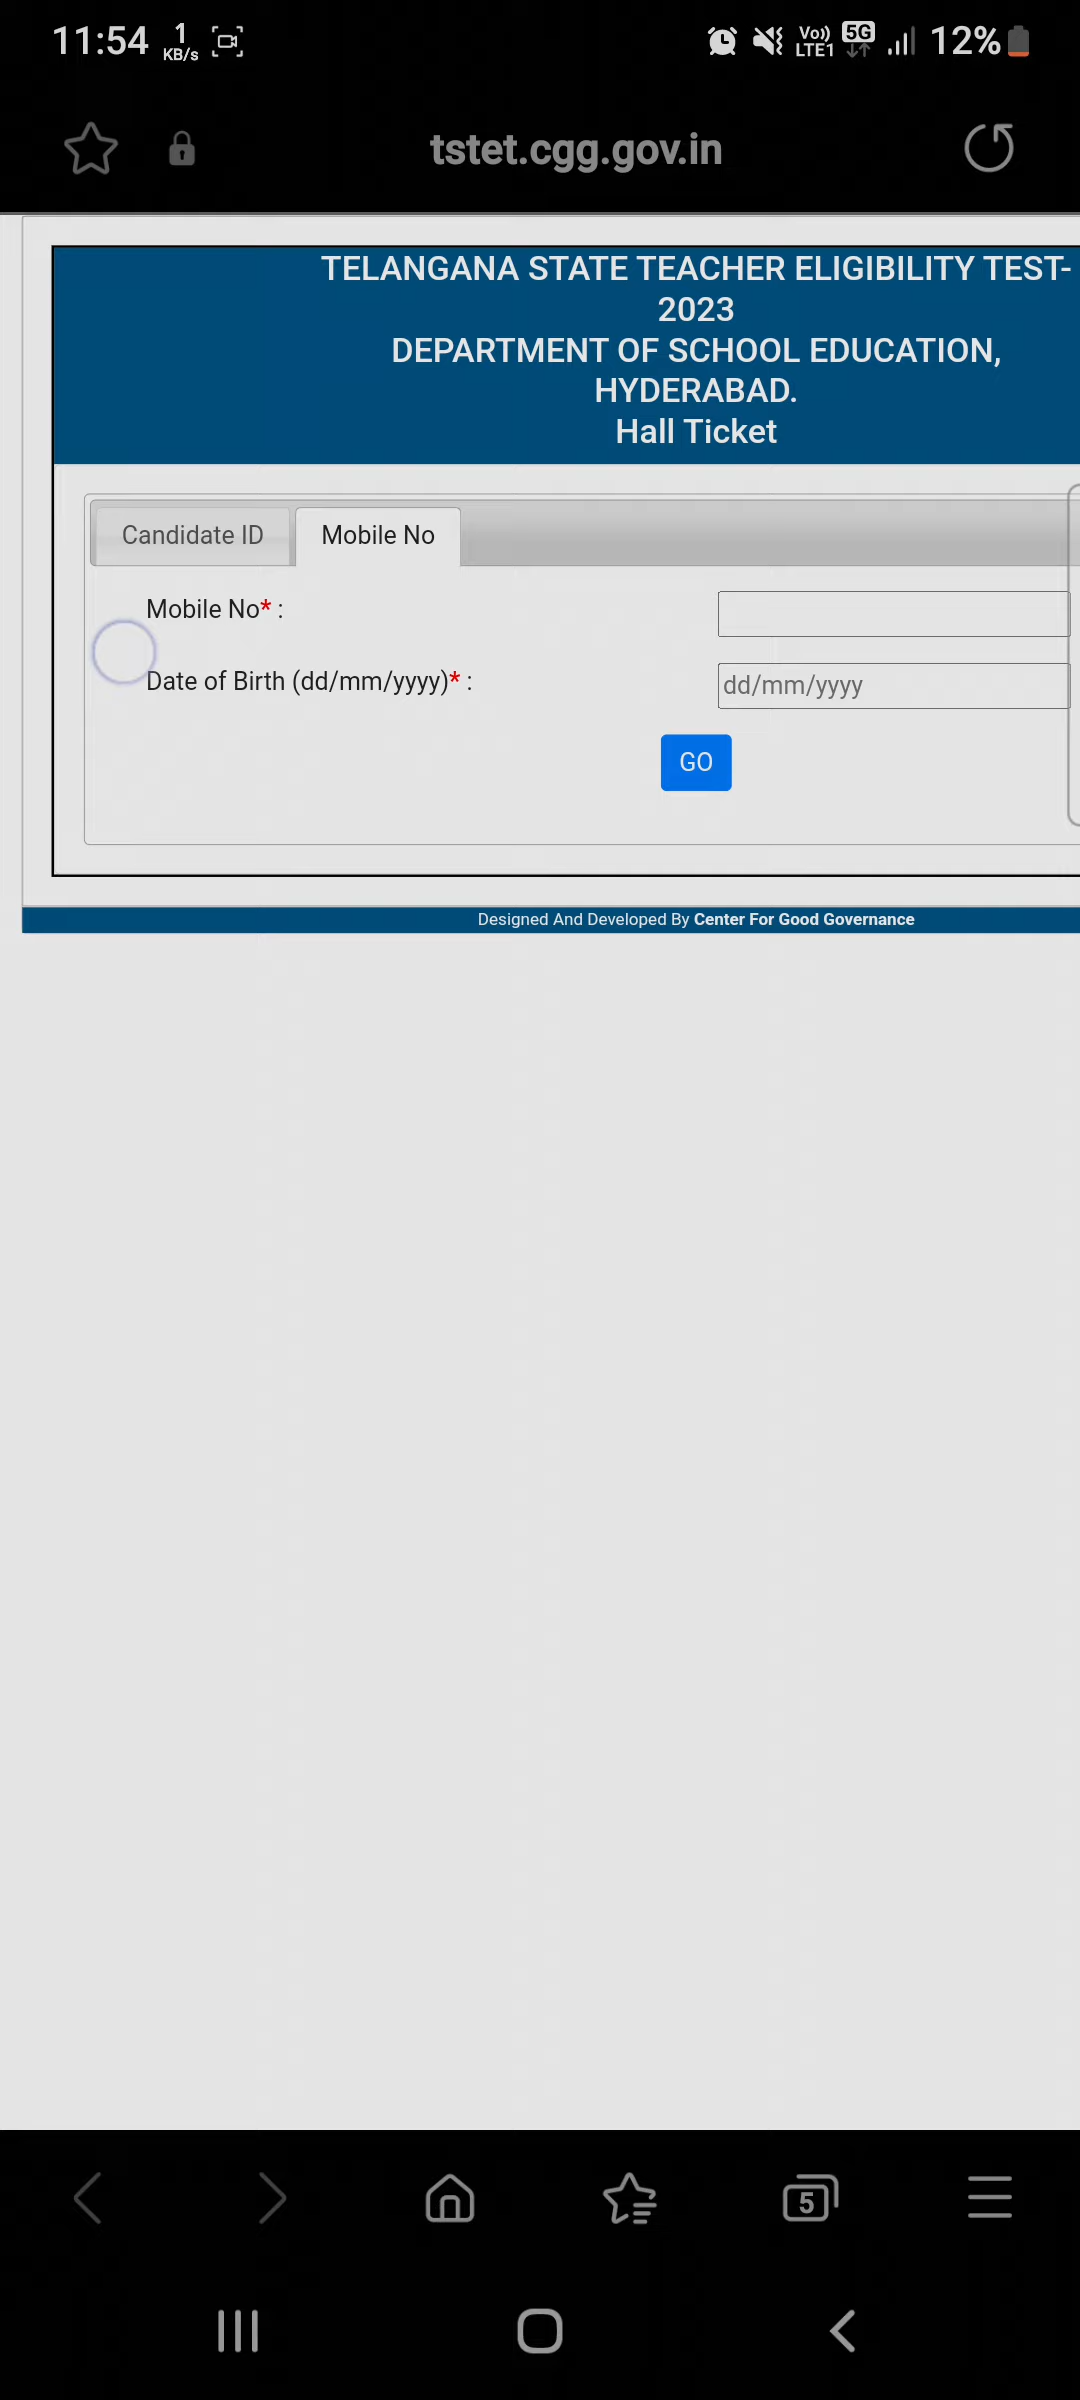 11:54 1 KB/s Vo)) LTE1 5G 12%
tstet.cgg.gov.in
TELANGANA STATE TEACHER ELIGIBILITY TEST-
2023
DEPARTMENT OF SCHOOL EDUCATION,
HYDERABAD.
Hall Ticket
Candidate ID Mobile No
Mobile No* :
Date of Birth (dd/mm/yyyy)* : dd/mm/yyyy
GO
Designed And Developed By Center For Good Governance
5